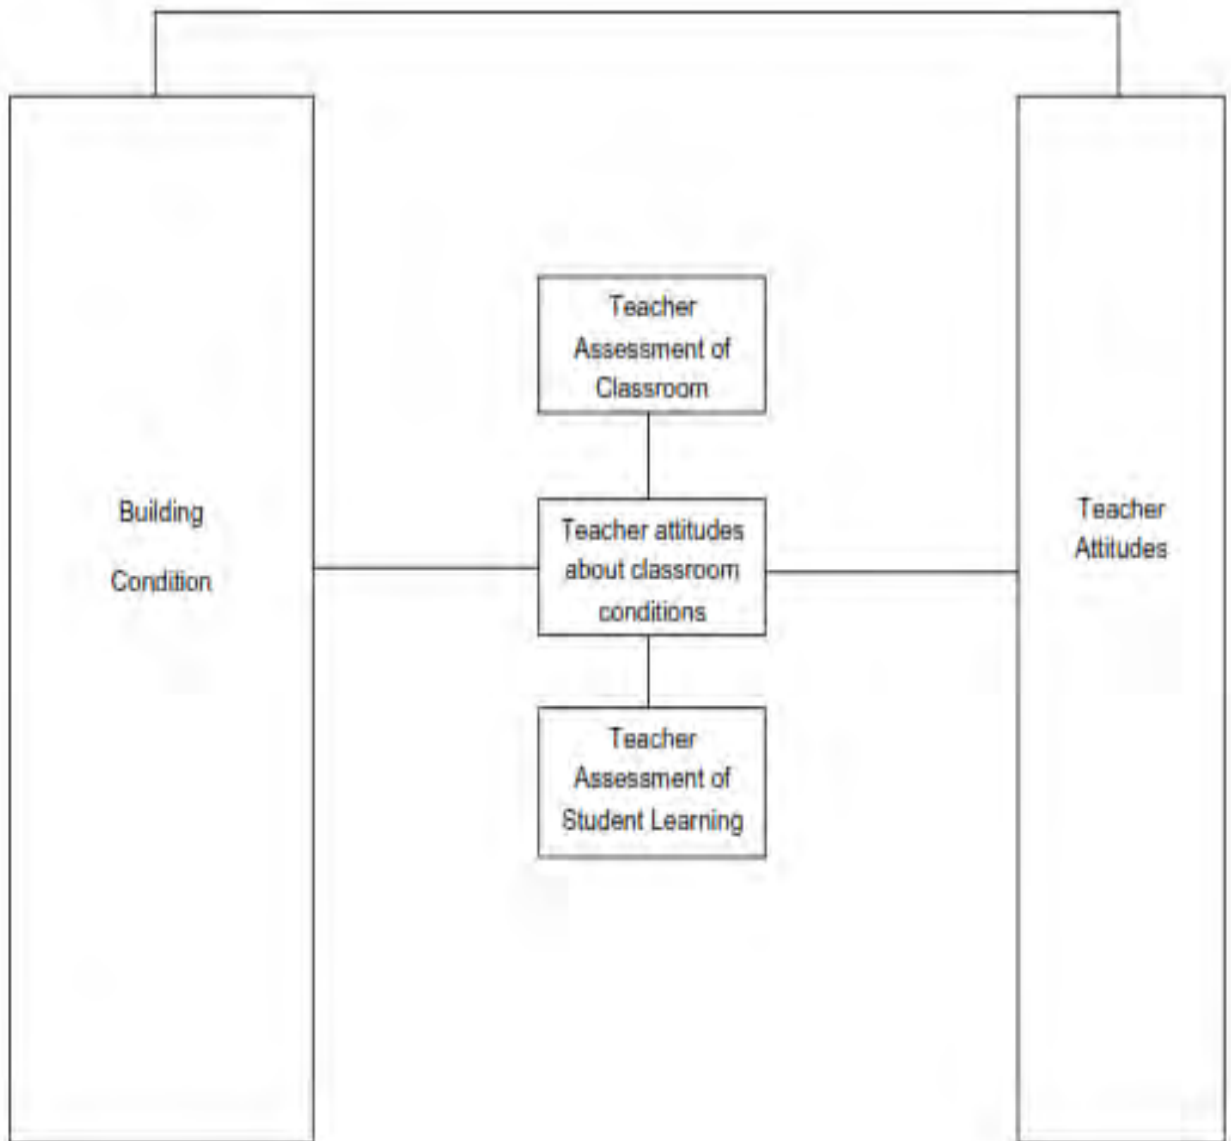 Teacher
Assessment of
Classroom
Building
Condition
Teacher attitudes
about classroom
conditions
Teacher
Attitudes
Teacher
Assessment of
Student Learning